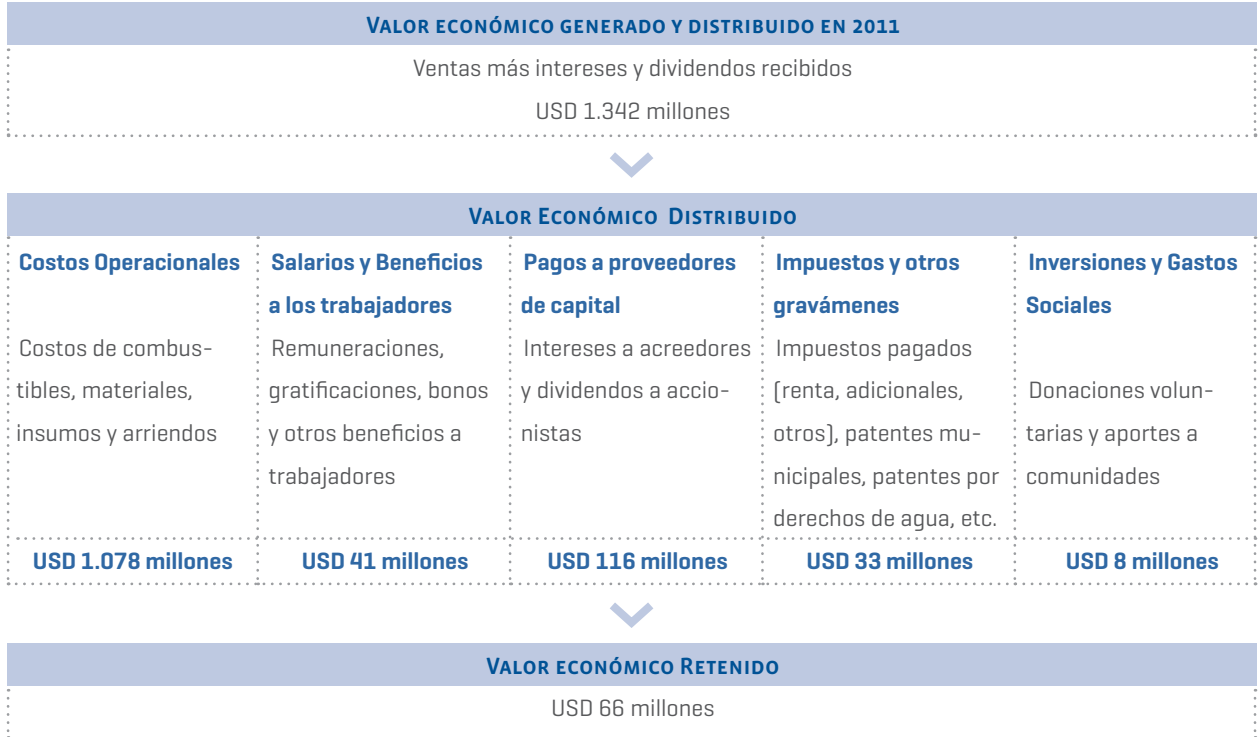 VALOR ECONÓMICO GENERADO Y DISTRIBUIDO EN 2011
Ventas más intereses y dividendos recibidos
USD 1.342 millones
VALOR ECONÓMICO DISTRIBUIDO
Costos Operacionales
Costos de combus-
tibles, materiales,
insumos y arriendos
USD 1.078 millones
Salarios y Beneficios
a los trabajadores
Remuneraciones,
gratificaciones, bonos
y otros beneficios a
trabajadores
USD 41 millones
Pagos a proveedores
de capital
Intereses a acreedores
y dividendos a accio-
nistas
USD 116 millones
Impuestos y otros
gravámenes
Impuestos pagados
(renta, adicionales,
otros), patentes mu-
nicipales, patentes por
derechos de agua, etc.
USD 33 millones
Inversiones y Gastos
Sociales
Donaciones volun-
tarias y aportes a
comunidades
USD 8 millones
VALOR ECONÓMICO RETENIDO
USD 66 millones